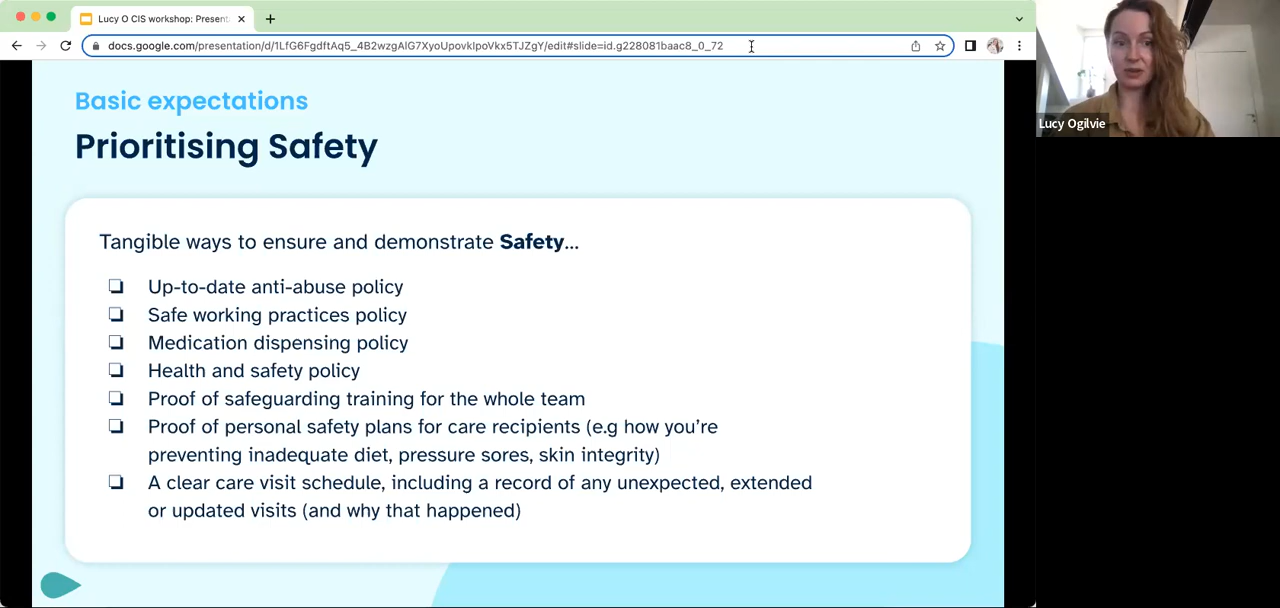 Lucy O CIS workshop: Present
docs.google.com/presentation/d/1LfG6FgdftAq5_4B2wzgAlG7XyoUpovklpoVkx5TJZgY/edit#slide=id.g228081baac8_0_72
Lucy Ogilvie
Basic expectations
Prioritising Safety
Tangible ways to ensure and demonstrate Safety...
Up-to-date anti-abuse policy
Safe working practices policy
Medication dispensing policy
Health and safety policy
Proof of safeguarding training for the whole team
Proof of personal safety plans for care recipients (e.g how you're
preventing inadequate diet, pressure sores, skin integrity)
A clear care visit schedule, including a record of any unexpected, extended
or updated visits (and why that happened)